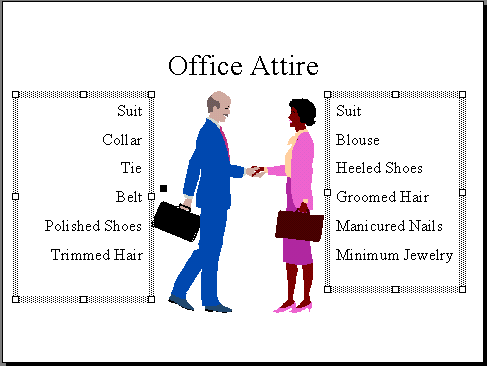 Office Attire
Suit
Collar
Tie
Belt
Polished Shoes
Trimmed Hair
Suit
Blouse
Heeled Shoes
Groomed Hair
Manicured Nails
Minimum Jewelry